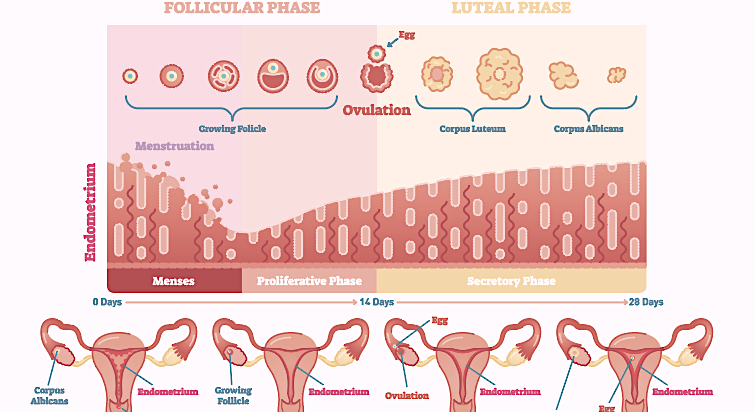 FOLLICULAR PHASE
LUTEAL PHASE
Egg
Ovulation
Growing Follicle
Corpus Luteum
Corpus Albicans
Menstruation
Endometrium
Menses
Proliferative Phase
Secretory Phase
0 Days
14 Days
28 Days
Egg
Corpus
Albicans
Endometrium
Growing
Follicle
Endometrium
Ovulation
Endometrium
Egg
Endometrium